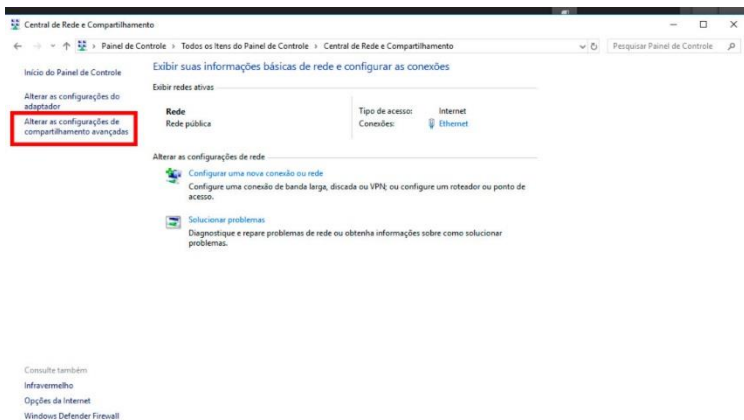 Central de Rede e Compartilhamento
Painel de Controle › Todos os Itens do Painel de Controle › Central de Rede e Compartilhamento
Pesquisar Painel de Controle
Início do Painel de Controle
Alterar as configurações do
adaptador
Alterar as configurações de
compartilhamento avançadas
Exibir suas informações básicas de rede e configurar as conexões
Exibir redes ativas
Rede
Rede pública
Tipo de acesso: Internet
Conexões: Ethernet
Alterar as configurações de rede
Configurar uma nova conexão ou rede
Configure uma conexão de banda larga, discada ou VPN; ou configure um roteador ou ponto de
acesso.
Solucionar problemas
Diagnostique e repare problemas de rede ou obtenha informações sobre como solucionar
problemas.
Consulte também
Infravermelho
Opções da Internet
Windows Defender Firewall